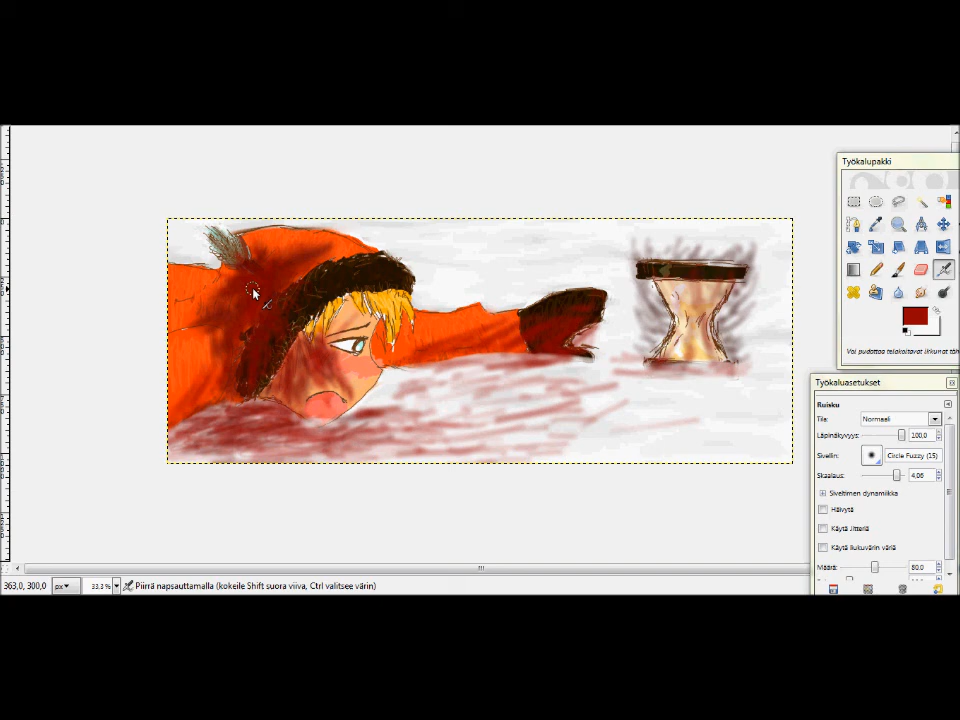 Työkalupakki
Voi pudottaa telakoitavat ikkunat täh
Työkaluasetukset
Ruisku
Tila:
Normaali
Läpinäkyvyys:
100,0
Sivellin:
Circle Fuzzy (15)
Skaalaus:
4,06
Siveltimen dynamiikka
Häivytä
Käytä Jitteriä
Käytä liukuvärin väriä
Määrä:
80.0
363,0, 300,0
px
33.3 %
Piirrä napsauttamalla (kokeile Shift suora viiva, Ctrl valitsee värin)